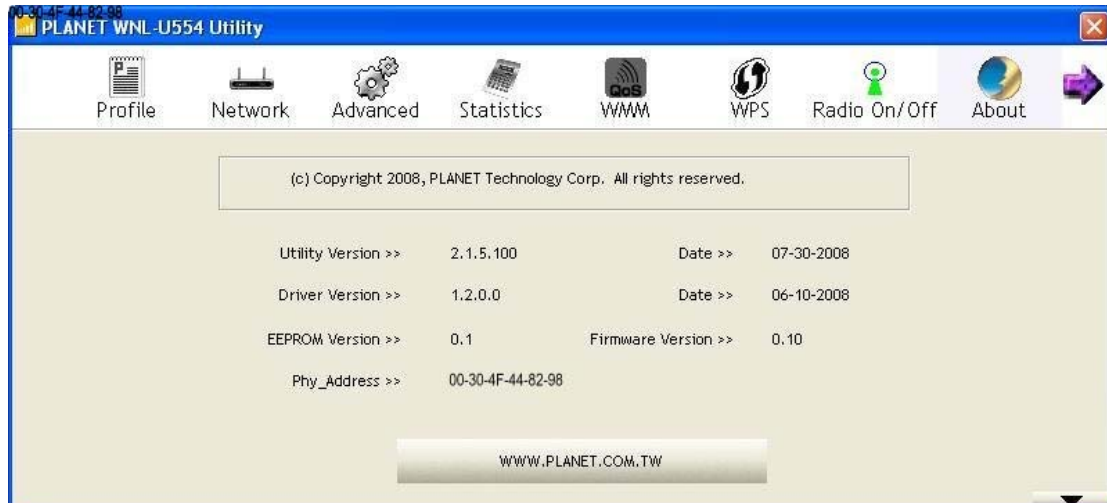 00-30-4F-44-82-98
PLANET WNL-U554 Utility
Profile Network Advanced Statistics QoS WMM WPS Radio On/Off About
(c) Copyright 2008, PLANET Technology Corp. All rights reserved.
Utility Version >> 2.1.5.100 Date >> 07-30-2008
Driver Version >> 1.2.0.0 Date >> 06-10-2008
EEPROM Version >> 0.1 Firmware Version >> 0.10
Phy_Address >> 00-30-4F-44-82-98
WWW.PLANET.COM.TW